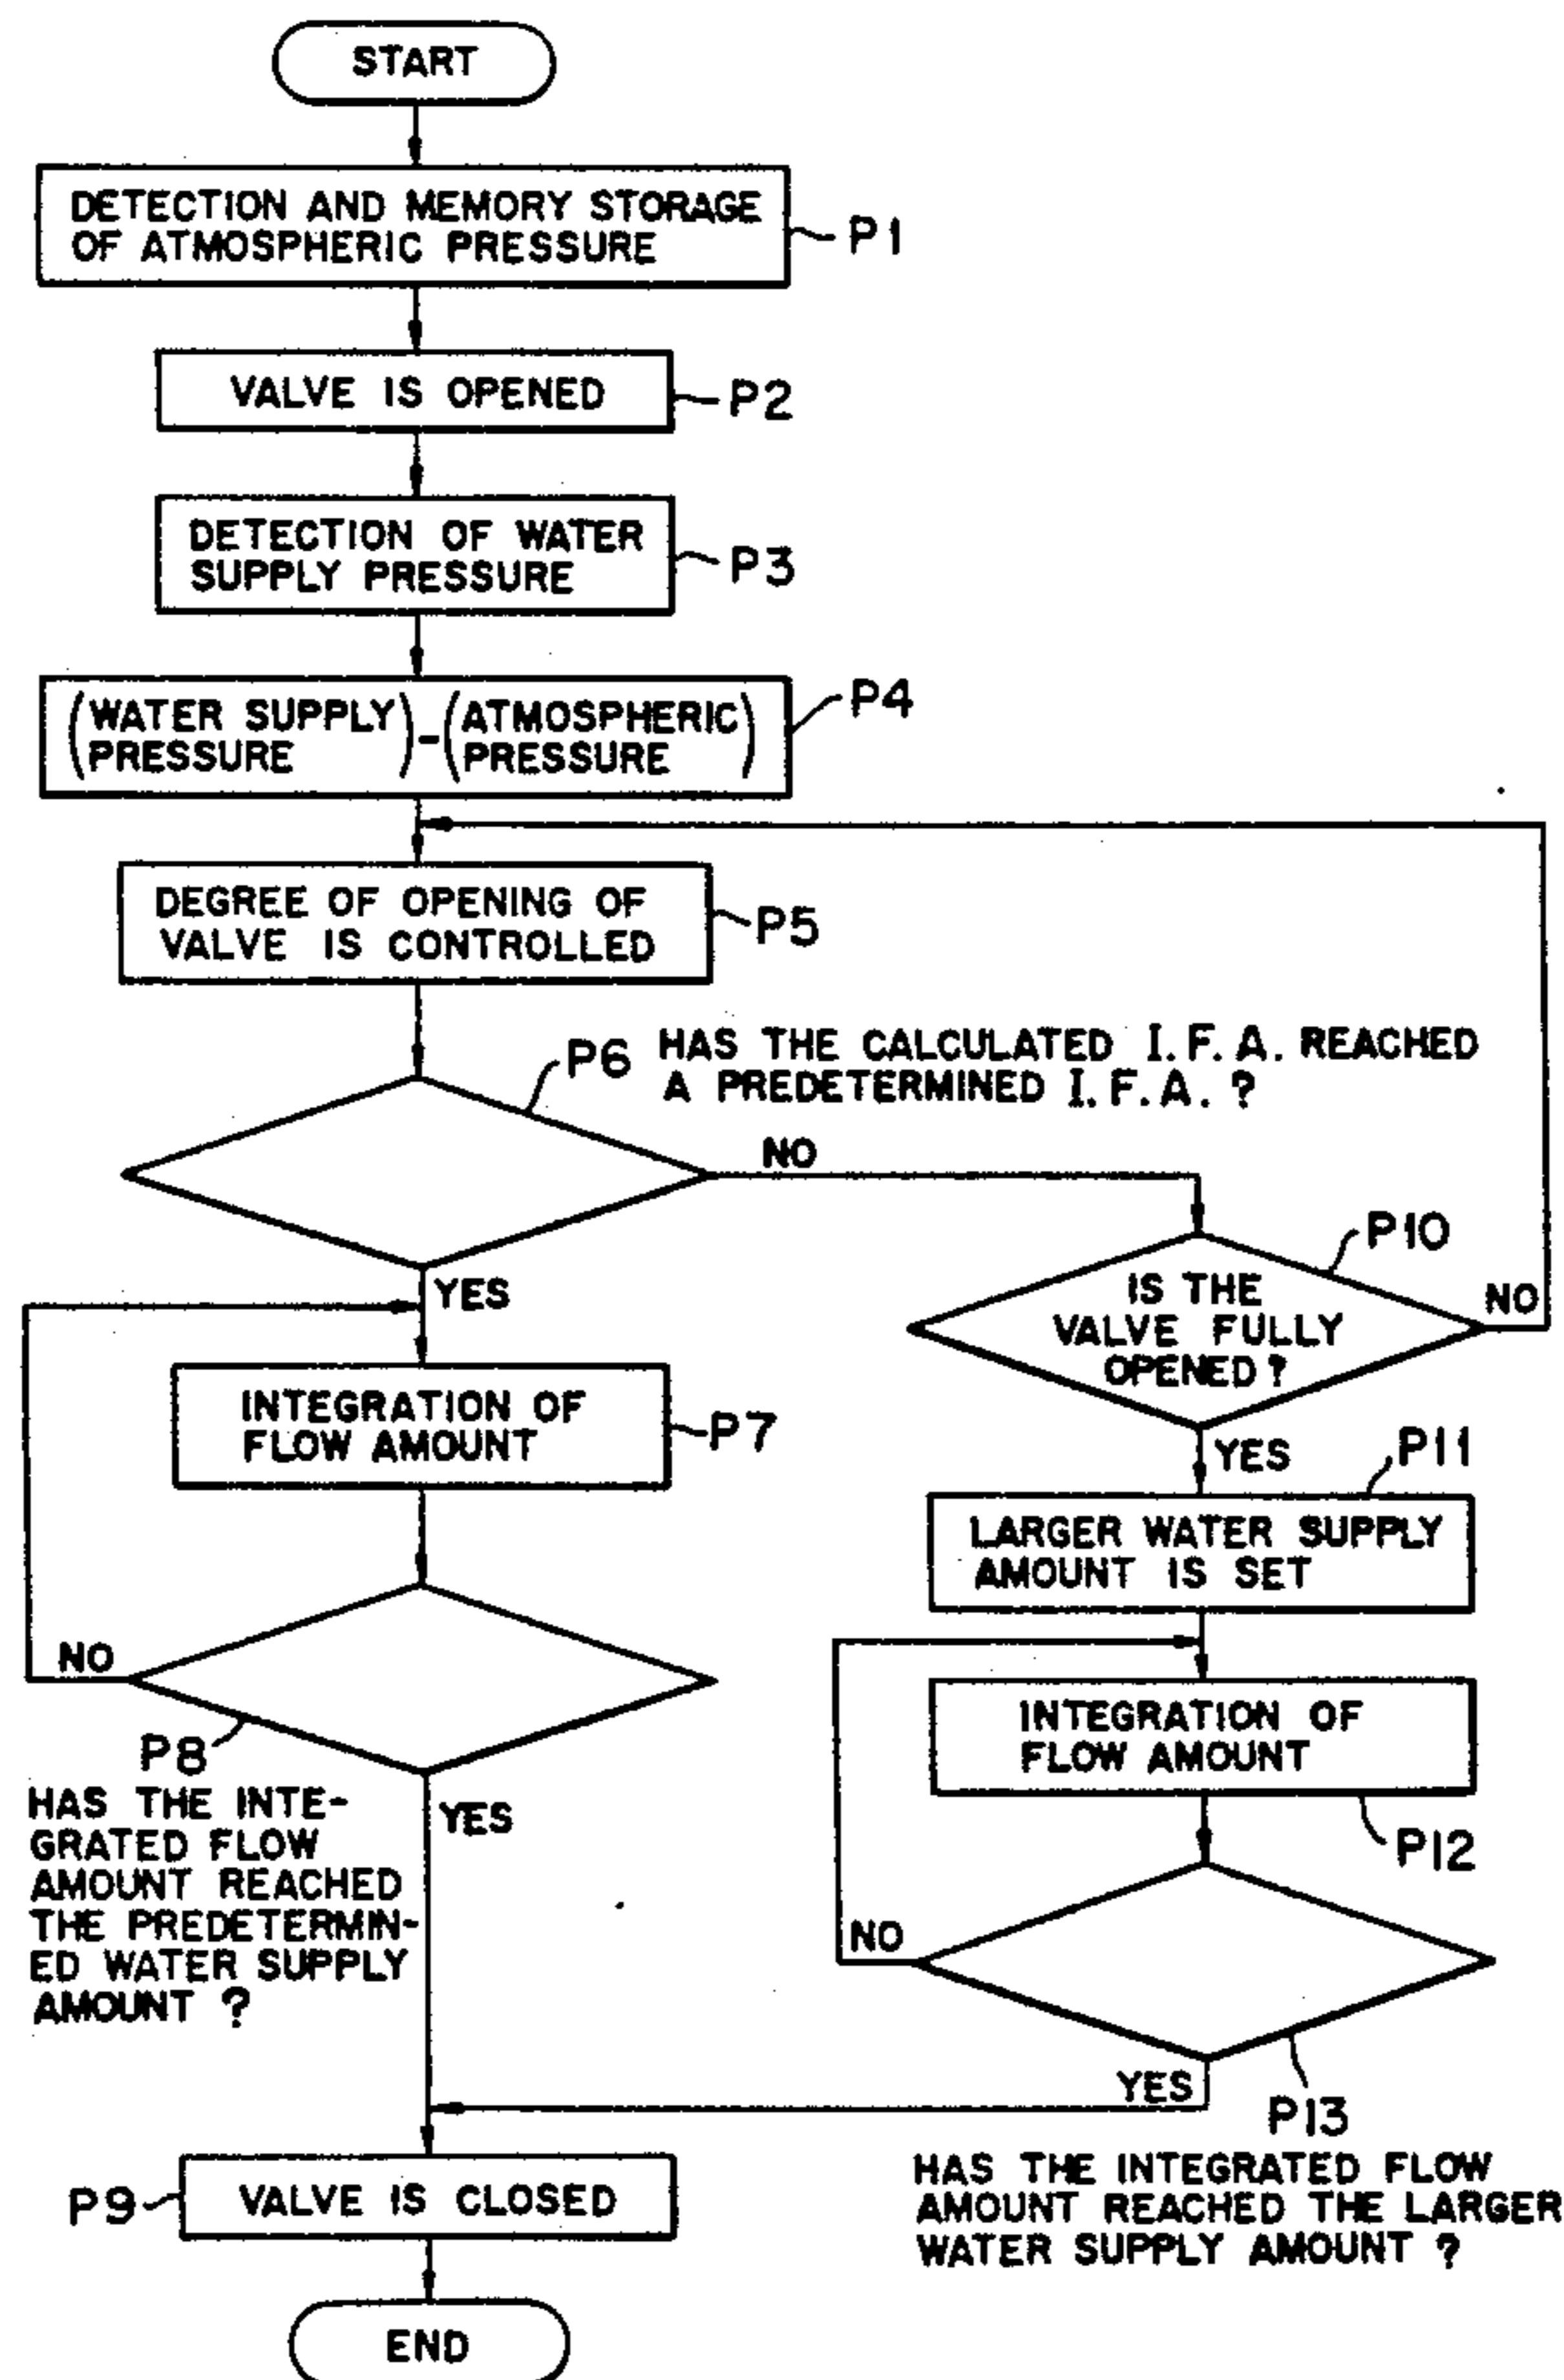 START
DETECTION AND MEMORY STORAGE
OF ATMOSPHERIC PRESSURE
P1
VALVE IS OPENED
P2
DETECTION OF WATER
SUPPLY PRESSURE
P3
(WATER SUPPLY PRESSURE) - (ATMOSPHERIC PRESSURE)
P4
DEGREE OF OPENING OF
VALVE IS CONTROLLED
P5
P6
HAS THE CALCULATED I.F.A. REACHED
A PREDETERMINED I.F.A. ?
NO
YES
P10
IS THE
VALVE FULLY
OPENED?
NO
YES
INTEGRATION OF
FLOW AMOUNT
P7
P11
LARGER WATER SUPPLY
AMOUNT IS SET
NO
P8
HAS THE INTE-
GRATED FLOW
AMOUNT REACHED
THE PREDETERMIN-
ED WATER SUPPLY
AMOUNT ?
YES
INTEGRATION OF
FLOW AMOUNT
P12
NO
YES
P13
HAS THE INTEGRATED FLOW
AMOUNT REACHED THE LARGER
WATER SUPPLY AMOUNT ?
P9
VALVE IS CLOSED
END